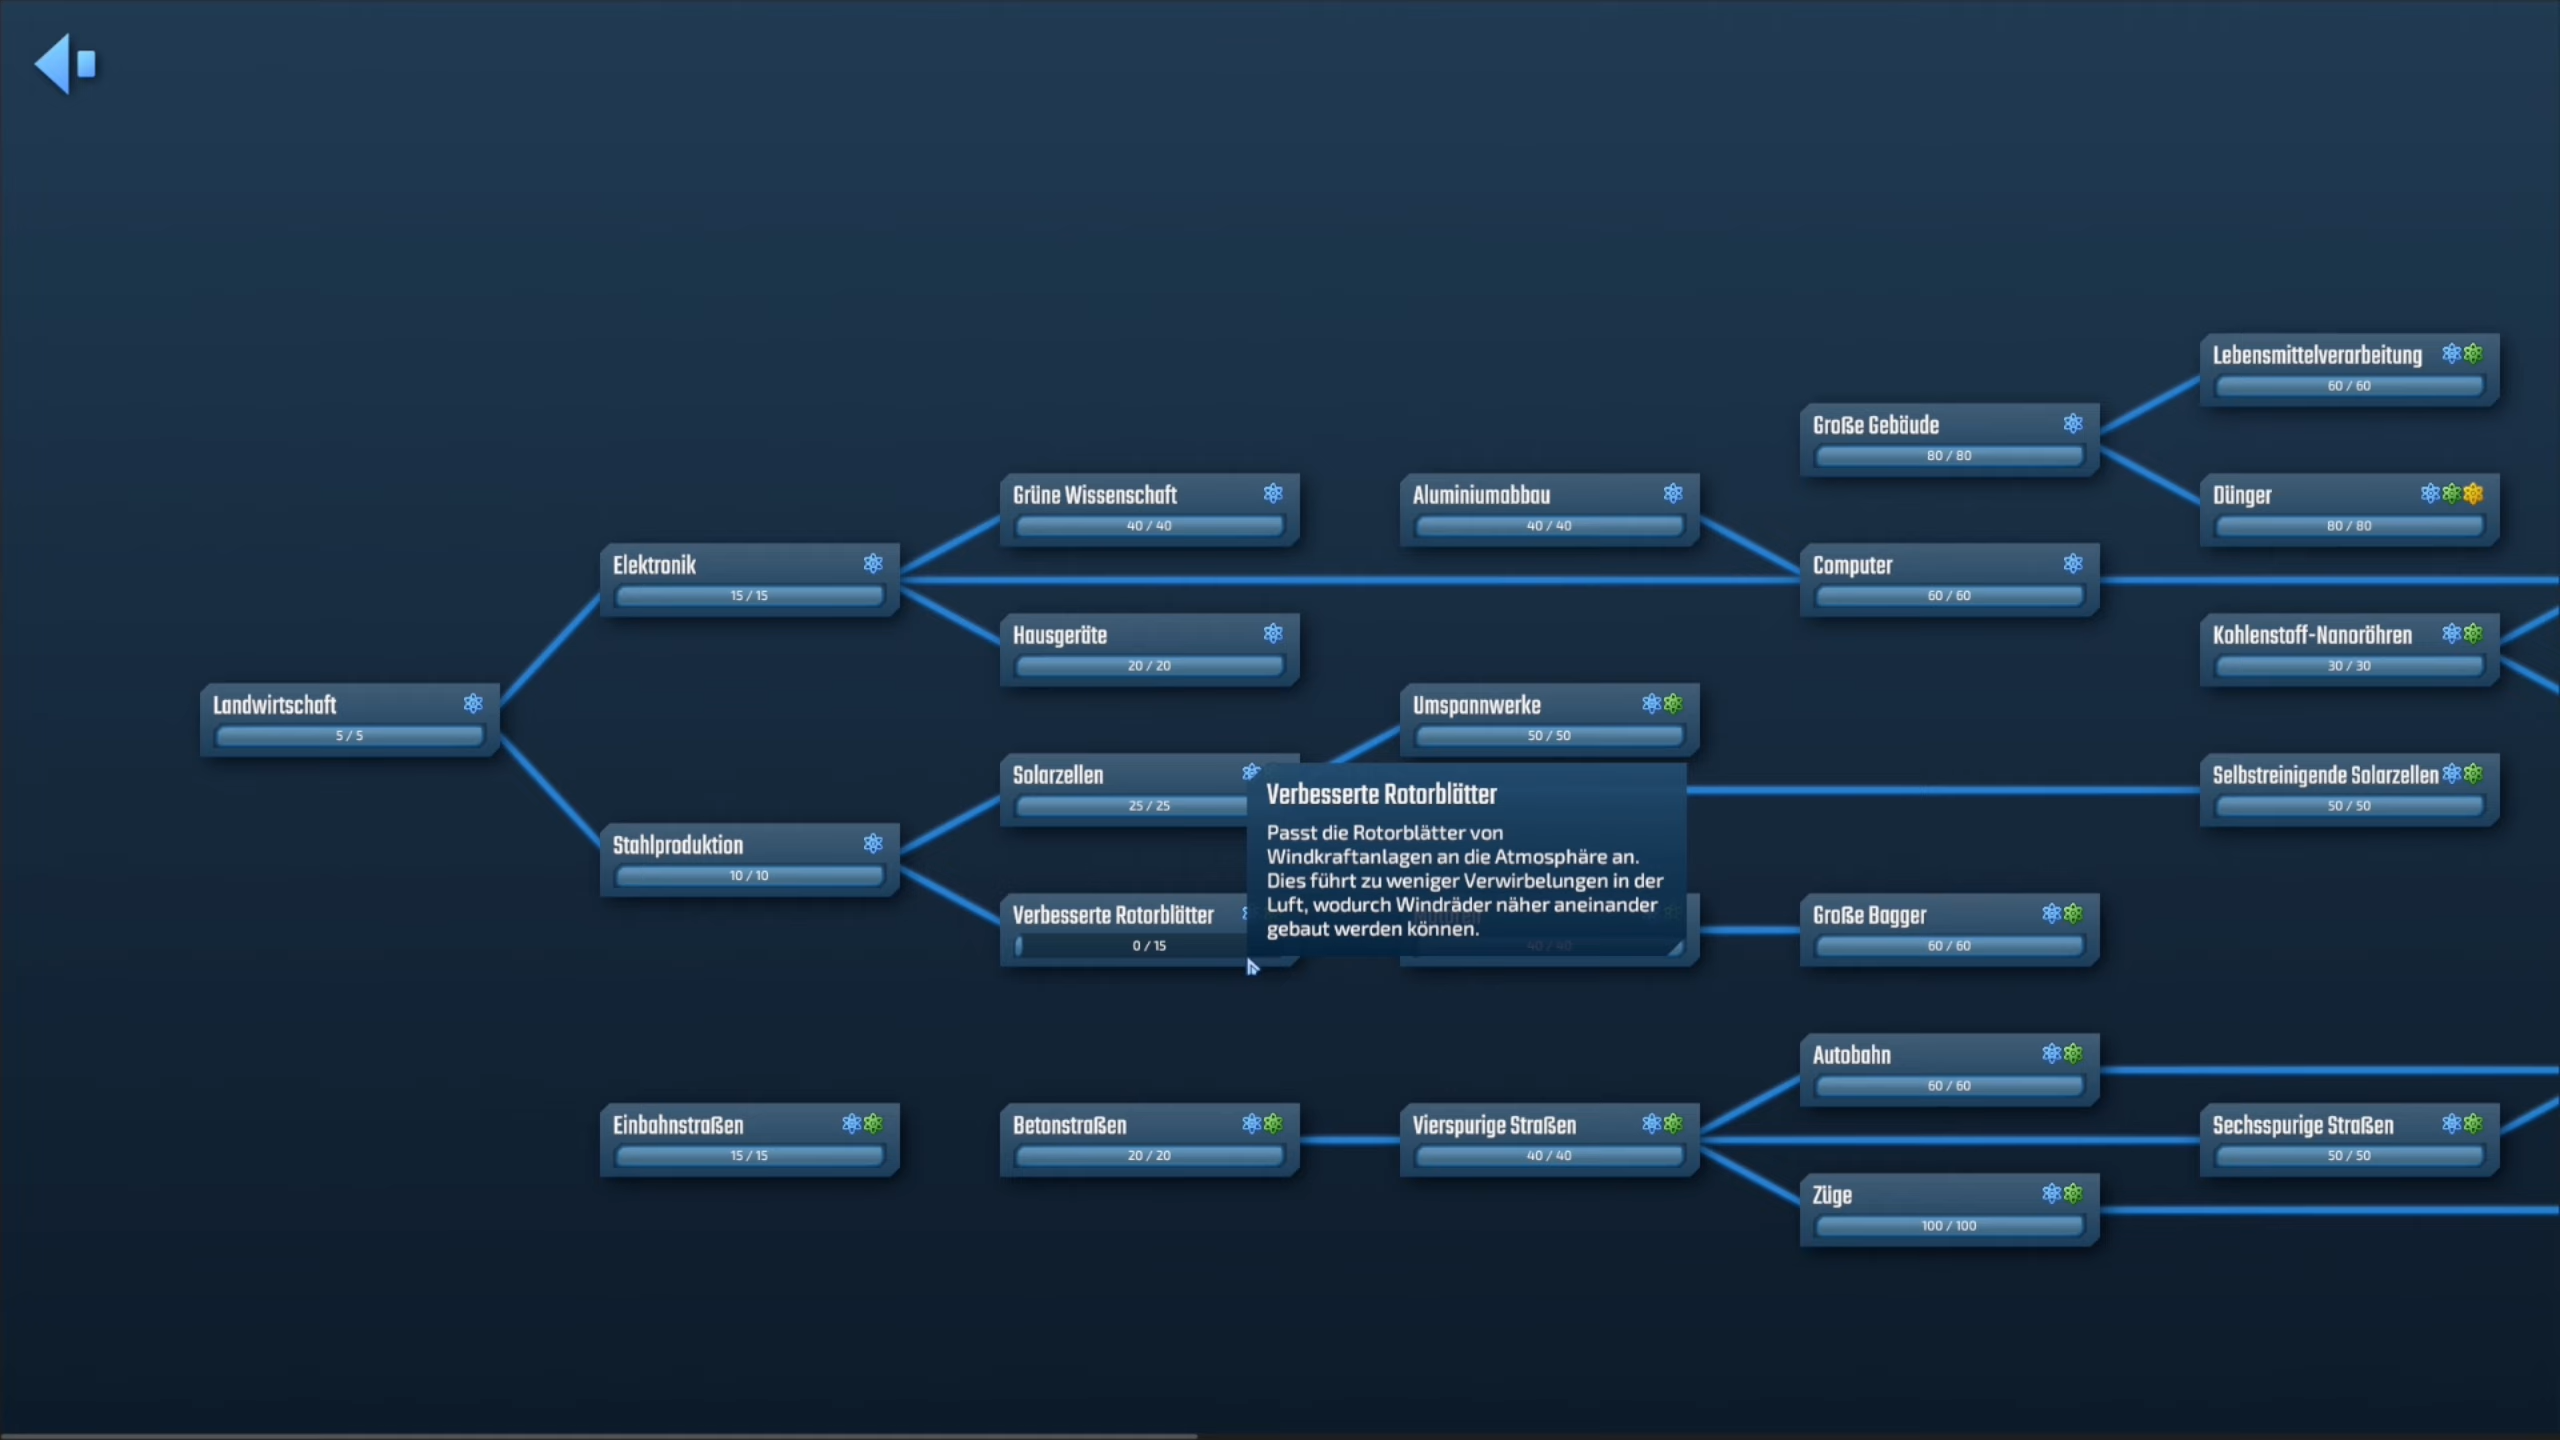 Lebensmittelverarbeitung
60 / 60
Große Gebäude
80 / 80
Grüne Wissenschaft
40 / 40
Aluminiumabbau
40 / 40
Dünger
80 / 80
Elektronik
15 / 15
Computer
60 / 60
Hausgeräte
20 / 20
Kohlenstoff-Nanoröhren
30 / 30
Landwirtschaft
5 / 5
Umspannwerke
50 / 50
Solarzellen
25 / 25
Selbstreinigende Solarzellen
50 / 50
Verbesserte Rotorblätter
Passt die Rotorblätter von
Windkraftanlagen an die Atmosphäre an.
Dies führt zu weniger Verwirbelungen in der
Luft, wodurch Windräder näher aneinander
gebaut werden können.
Stahlproduktion
10 / 10
Verbesserte Rotorblätter
0 / 15
40 / 40
Große Bagger
60 / 60
Autobahn
60 / 60
Einbahnstraßen
15 / 15
Betonstraßen
20 / 20
Vierspurige Straßen
40 / 40
Sechsspurige Straßen
50 / 50
Züge
100 / 100